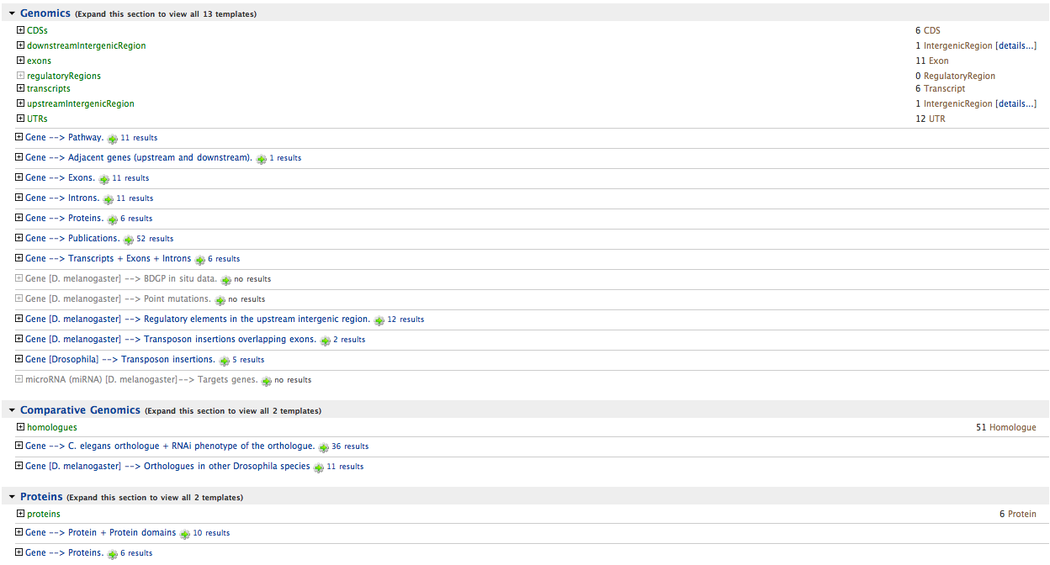 Genomics (Expand this section to view all 13 templates)
CDSs 6 CDS
downstreamIntergenicRegion 1 IntergenicRegion [details...]
exons 11 Exon
regulatoryRegions 0 RegulatoryRegion
transcripts 6 Transcript
upstreamIntergenicRegion 1 IntergenicRegion [details...]
UTRs 12 UTR
Gene --> Pathway. 11 results
Gene --> Adjacent genes (upstream and downstream). 1 results
Gene --> Exons. 11 results
Gene --> Introns. 11 results
Gene --> Proteins. 6 results
Gene --> Publications. 52 results
Gene --> Transcripts + Exons + Introns 6 results
Gene [D. melanogaster] --> BDGP in situ data. no results
Gene [D. melanogaster] --> Point mutations. no results
Gene [D. melanogaster] --> Regulatory elements in the upstream intergenic region. 12 results
Gene [D. melanogaster] --> Transposon insertions overlapping exons. 2 results
Gene [Drosophila] --> Transposon insertions. 5 results
microRNA (miRNA) [D. melanogaster]--> Targets genes. no results
Comparative Genomics (Expand this section to view all 2 templates)
homologues 51 Homologue
Gene --> C. elegans orthologue + RNAi phenotype of the orthologue. 36 results
Gene [D. melanogaster] --> Orthologues in other Drosophila species 11 results
Proteins (Expand this section to view all 2 templates)
proteins 6 Protein
Gene --> Protein + Protein domains 10 results
Gene --> Proteins. 6 results